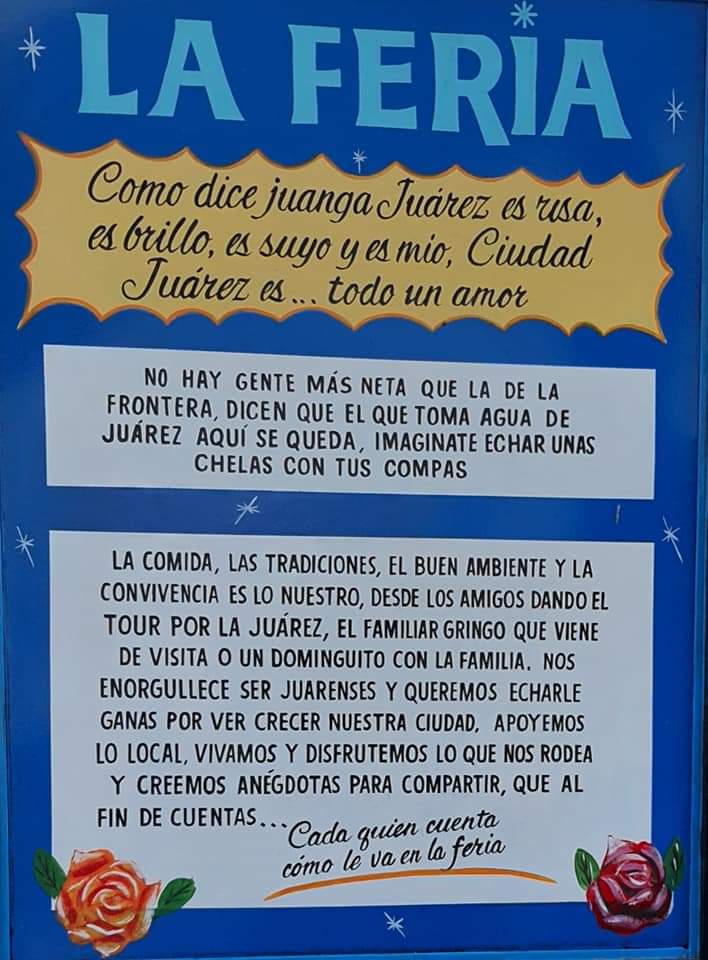 LA FERIA
Como dice juanga Juárez es risa,
es brillo, es suyo y es mio, Ciudad
Juárez es... todo un amor
NO HAY GENTE MÁS NETA QUE LA DE LA
FRONTERA, DICEN QUE EL QUE TOMA AGUA DE
JUÁREZ AQUÍ SE QUEDA, IMAGINATE ECHAR UNAS
CHELAS CON TUS COMPAS
LA COMIDA, LAS TRADICIONES, EL BUEN AMBIENTE Y LA
CONVIVENCIA ES LO NUESTRO, DESDE LOS AMIGOS DANDO EL
TOUR POR LA JUÁREZ, EL FAMILIAR GRINGO QUE VIENE
DE VISITA O UN DOMINGUITO CON LA FAMILIA. NOS
ENORGULLECE SER JUARENSES Y QUEREMOS ECHARLE
GANAS POR VER CRECER NUESTRA CIUDAD, APOYEMOS
LO LOCAL, VIVAMOS Y DISFRUTEMOS LO QUE NOS RODEA
Y CREEMOS ANÉGDOTAS PARA COMPARTIR, QUE AL
FIN DE CUENTAS...
Cada quien cuenta
cómo le va en la feria